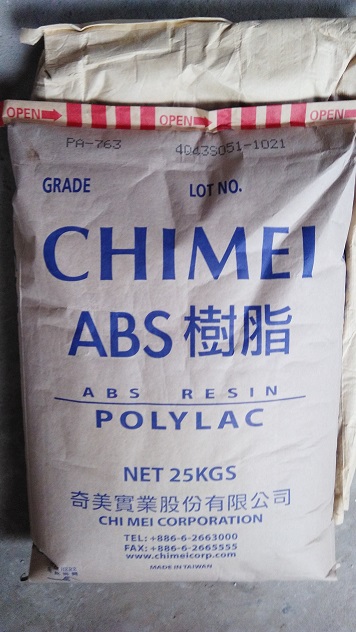 OPEN OPEN OPEN
PA-763 4D43S051-1021
GRADE LOT NO.
CHIMEI
ABS 樹脂
ABS RESIN
POLYLAC
NET 25KGS
奇美實業股份有限公司
CHI MEI CORPORATION
TEL: +886-6-2663000
FAX: +886-6-2665555
www.chimeicorp.com
MADE IN TAIWAN